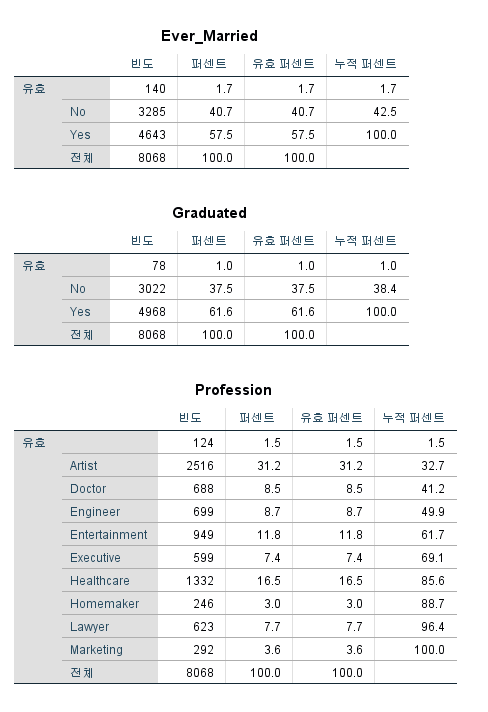 Ever_Married
빈도 퍼센트 유효 퍼센트 누적 퍼센트
유효 140 1.7 1.7 1.7
No 3285 40.7 40.7 42.5
Yes 4643 57.5 57.5 100.0
전체 8068 100.0 100.0
Graduated
빈도 퍼센트 유효 퍼센트 누적 퍼센트
유효 78 1.0 1.0 1.0
No 3022 37.5 37.5 38.4
Yes 4968 61.6 61.6 100.0
전체 8068 100.0 100.0
Profession
빈도 퍼센트 유효 퍼센트 누적 퍼센트
유효 124 1.5 1.5 1.5
Artist 2516 31.2 31.2 32.7
Doctor 688 8.5 8.5 41.2
Engineer 699 8.7 8.7 49.9
Entertainment 949 11.8 11.8 61.7
Executive 599 7.4 7.4 69.1
Healthcare 1332 16.5 16.5 85.6
Homemaker 246 3.0 3.0 88.7
Lawyer 623 7.7 7.7 96.4
Marketing 292 3.6 3.6 100.0
전체 8068 100.0 100.0